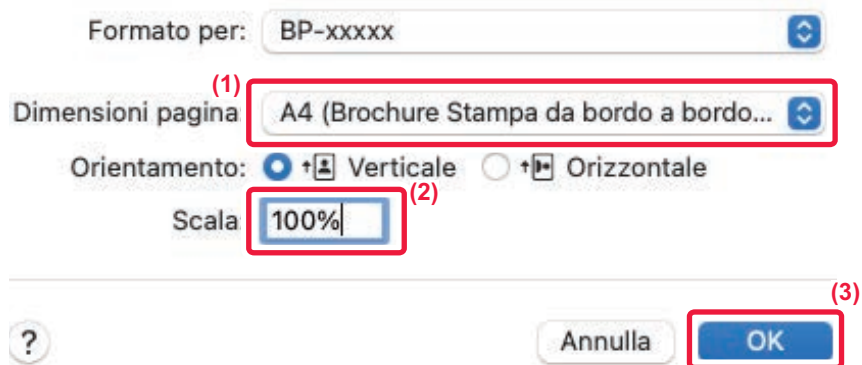 Formato per: BP-xxxxx
(1)
Dimensioni pagina: A4 (Brochure Stampa da bordo a bordo...
Orientamento: Verticale Orizzontale
(2)
Scala: 100%
(3)
? Annulla OK